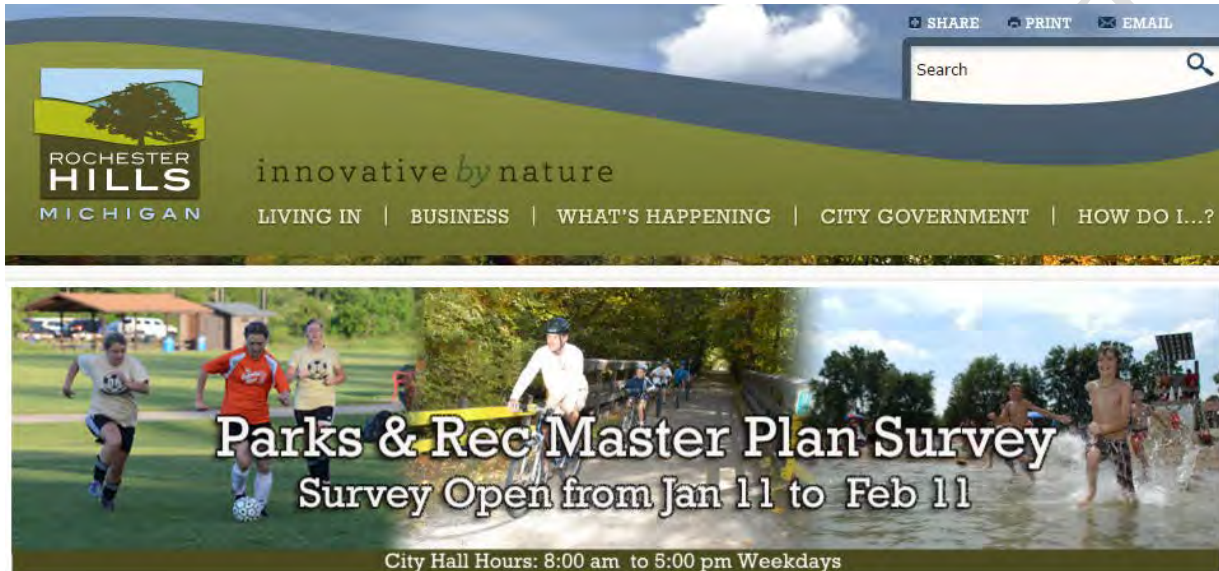 SHARE PRINT EMAIL
Search
ROCHESTER
HILLS
MICHIGAN
innovative by nature
LIVING IN | BUSINESS | WHAT'S HAPPENING | CITY GOVERNMENT | HOW DO I...?
Parks & Rec Master Plan Survey
Survey Open from Jan 11 to Feb 11
City Hall Hours: 8:00 am to 5:00 pm Weekdays